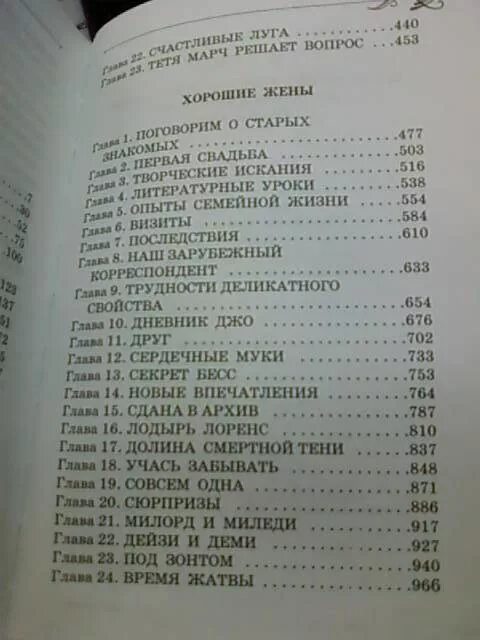 Глава 22. СЧАСТЛИВЫЕ ЛУГА 440
Глава 23. ТЕТЯ МАРЧ РЕШАЕТ ВОПРОС 453
ХОРОШИЕ ЖЕНЫ
Глава 1. ПОГОВОРИМ О СТАРЫХ
ЗНАКОМЫХ 477
Глава 2. ПЕРВАЯ СВАДЬБА 503
Глава 3. ТВОРЧЕСКИЕ ИСКАНИЯ 516
Глава 4. ЛИТЕРАТУРНЫЕ УРОКИ 538
Глава 5. ОПЫТЫ СЕМЕЙНОЙ ЖИЗНИ 554
Глава 6. ВИЗИТЫ 584
Глава 7. ПОСЛЕДСТВИЯ 610
Глава 8. НАШ ЗАРУБЕЖНЫЙ
КОРРЕСПОНДЕНТ 633
Глава 9. ТРУДНОСТИ ДЕЛИКАТНОГО
СВОЙСТВА 654
Глава 10. ДНЕВНИК ДЖО 676
Глава 11. ДРУГ 702
Глава 12. СЕРДЕЧНЫЕ МУКИ 733
Глава 13. СЕКРЕТ БЕСС 753
Глава 14. НОВЫЕ ВПЕЧАТЛЕНИЯ 764
Глава 15. СДАНА В АРХИВ 787
Глава 16. ЛОДЫРЬ ЛОРЕНС 810
Глава 17. ДОЛИНА СМЕРТНОЙ ТЕНИ 837
Глава 18. УЧАСЬ ЗАБЫВАТЬ 848
Глава 19. СОВСЕМ ОДНА 871
Глава 20. СЮРПРИЗЫ 886
Глава 21. МИЛОРД И МИЛЕДИ 917
Глава 22. ДЕЙЗИ И ДЕМИ 927
Глава 23. ПОД ЗОНТОМ 940
Глава 24. ВРЕМЯ ЖАТВЫ 966